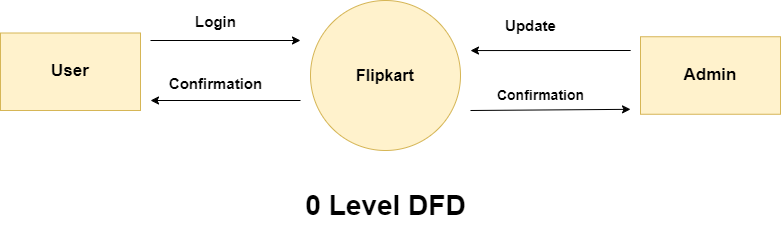 Login
Update
User
Flipkart
Admin
Confirmation
Confirmation
0 Level DFD